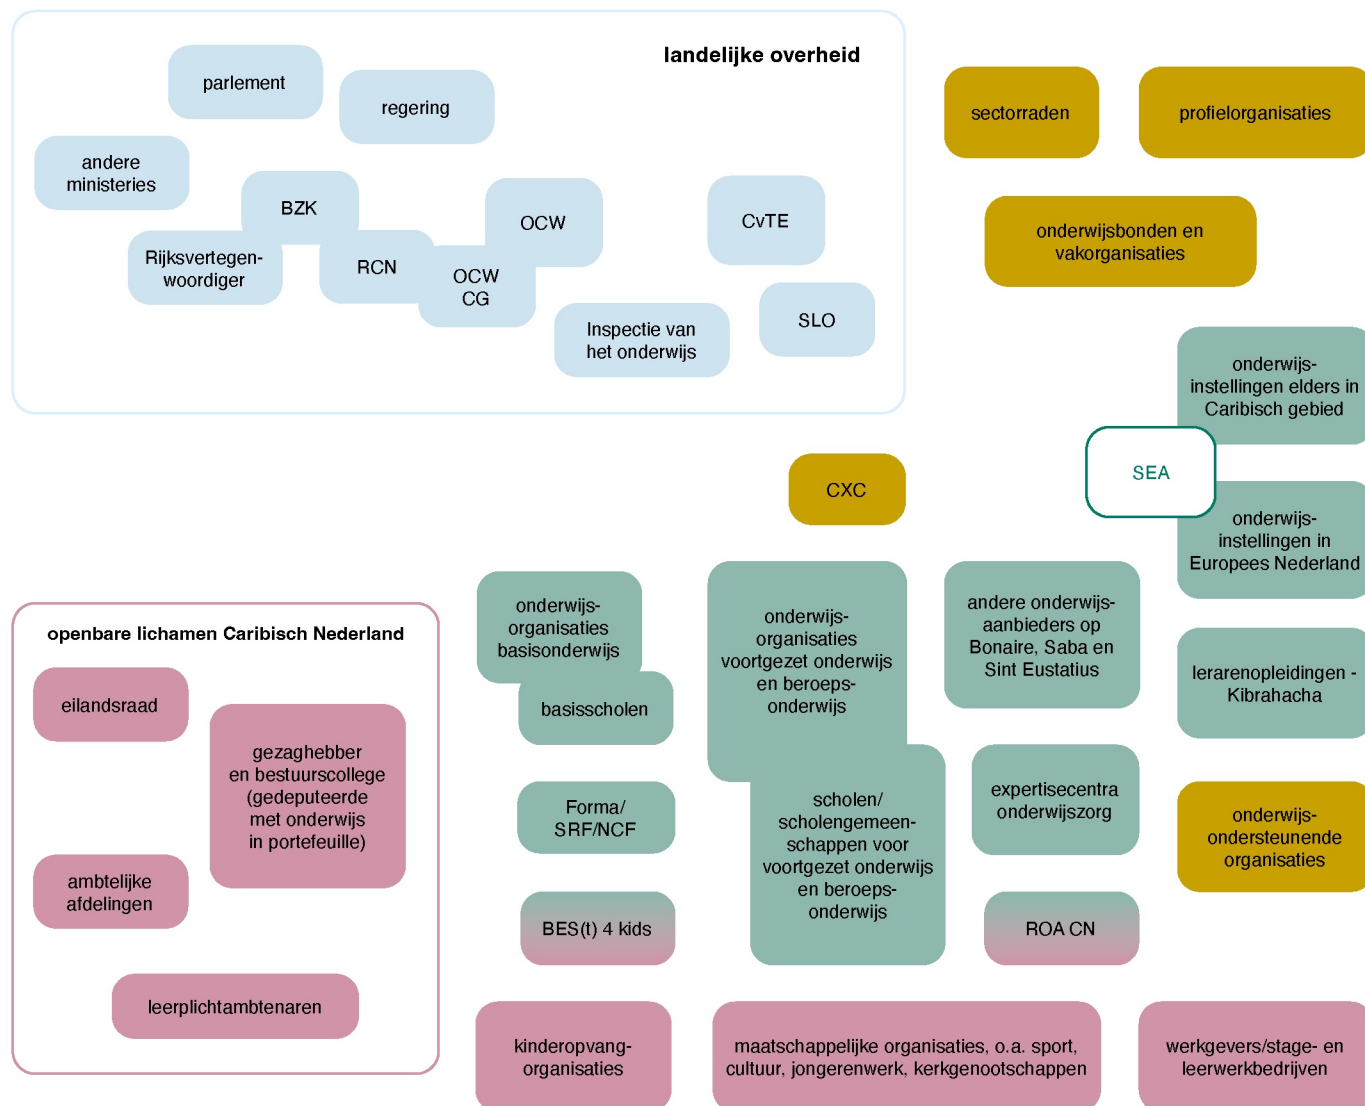 landelijke overheid
parlement
regering
andere
ministeries
BZK
OCW
CvTE
Rijksvertegen-
woordiger
RCN
OCW
CG
Inspectie van
het onderwijs
SLO
sectorraden
profielorganisaties
onderwijsbonden en
vakorganisaties
onderwijs-
instellingen elders in
Caribisch gebied
SEA
CXC
onderwijs-
instellingen in
Europees Nederland
openbare lichamen Caribisch Nederland
eilandsraad
gezaghebber
en bestuurscollege
(gedeputeerde
met onderwijs
in portefeuille)
ambtelijke
afdelingen
leerplichtambtenaren
onderwijs-
organisaties
basisonderwijs
basisscholen
Forma/
SRF/NCF
BES(t) 4 kids
onderwijs-
organisaties
voortgezet onderwijs
en beroeps-
onderwijs
scholen/
scholengemeen-
schappen voor
voortgezet onderwijs
en beroeps-
onderwijs
andere onderwijs-
aanbieders op
Bonaire, Saba en
Sint Eustatius
expertisecentra
onderwijszorg
ROA CN
lerarenopleidingen -
Kibrahacha
onderwijs-
ondersteunende
organisaties
kinderopvang-
organisaties
maatschappelijke organisaties, o.a. sport,
cultuur, jongerenwerk, kerkgenootschappen
werkgevers/stage- en
leerwerkbedrijven